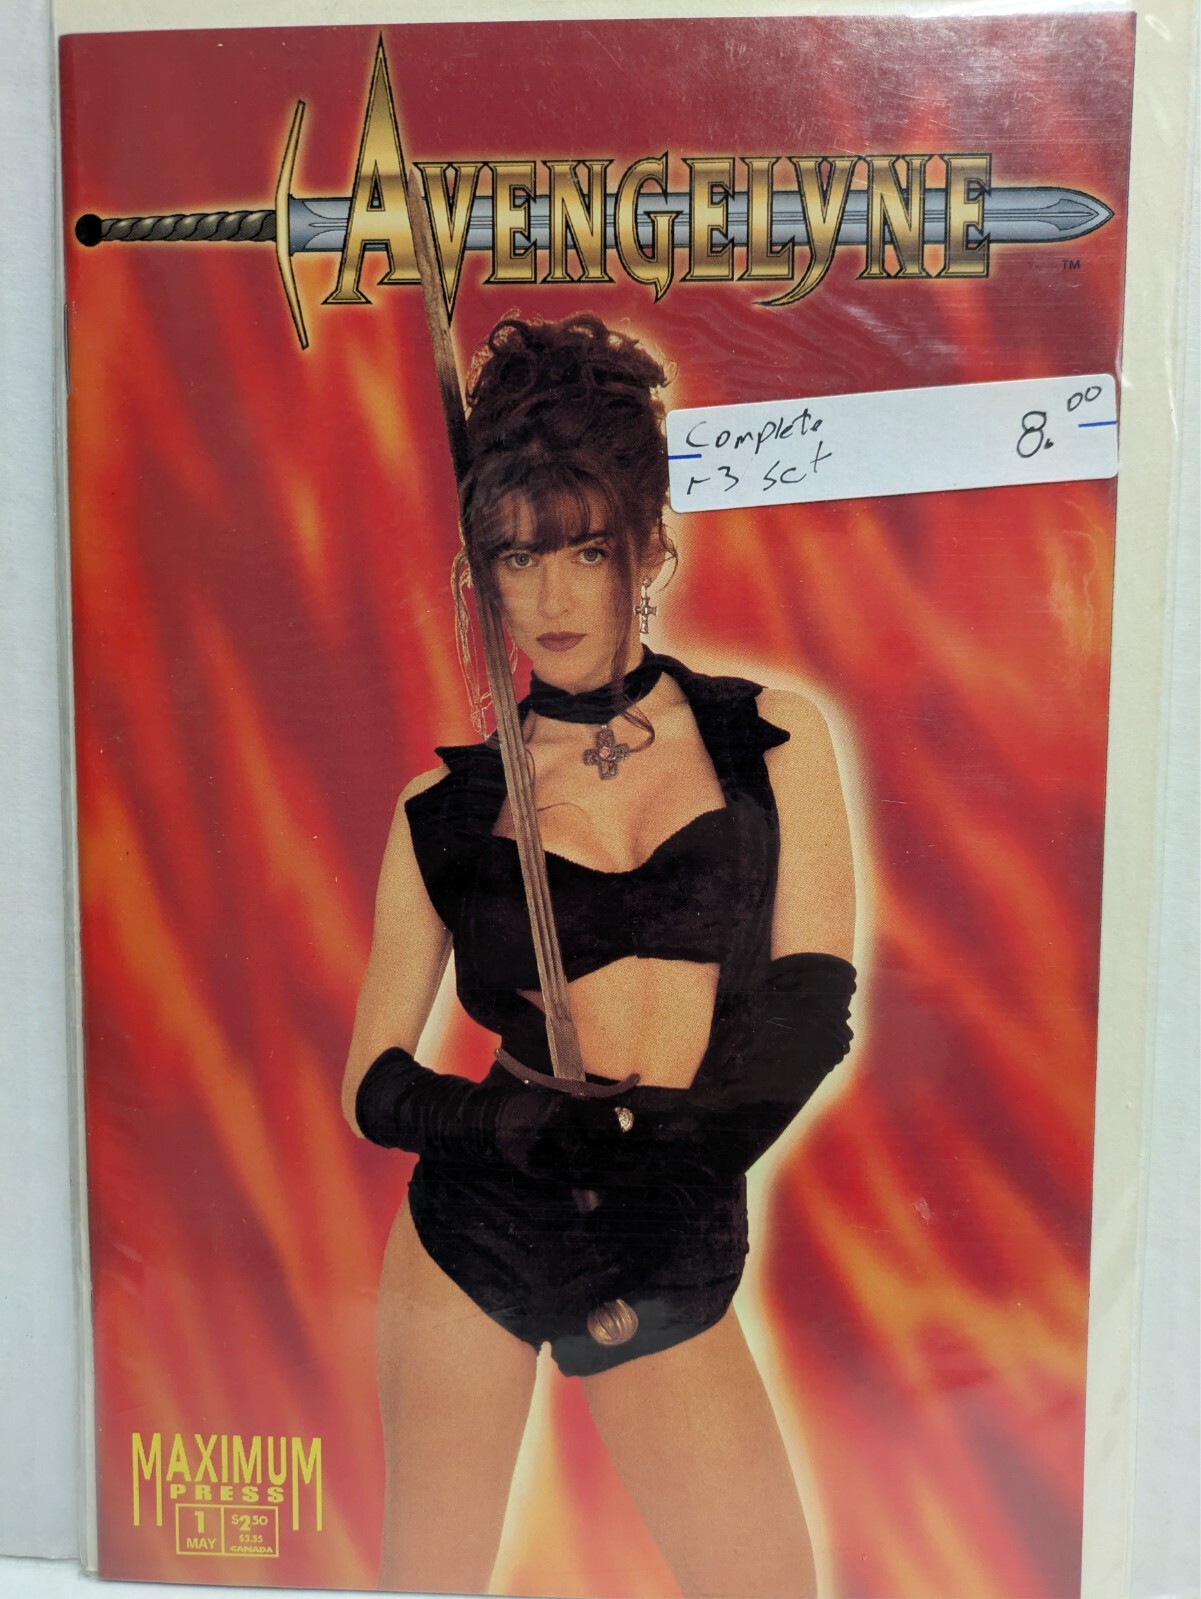 AVENGELYNE
TM
Complete
1-3 set
8.00
MAXIMUM
PRESS
1
MAY
$2.50
$3.55
CANADA